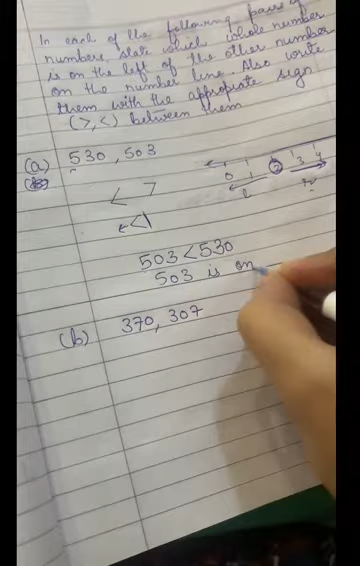 In each of the following pairs of
numbers, state which whole number
is on the left of the other number
on the number line. Also write
them with the appropriate sign
(>, <) between them
(a) 530, 503
0 1 2 3 4
503 < 530
503 is on
(b) 370, 307